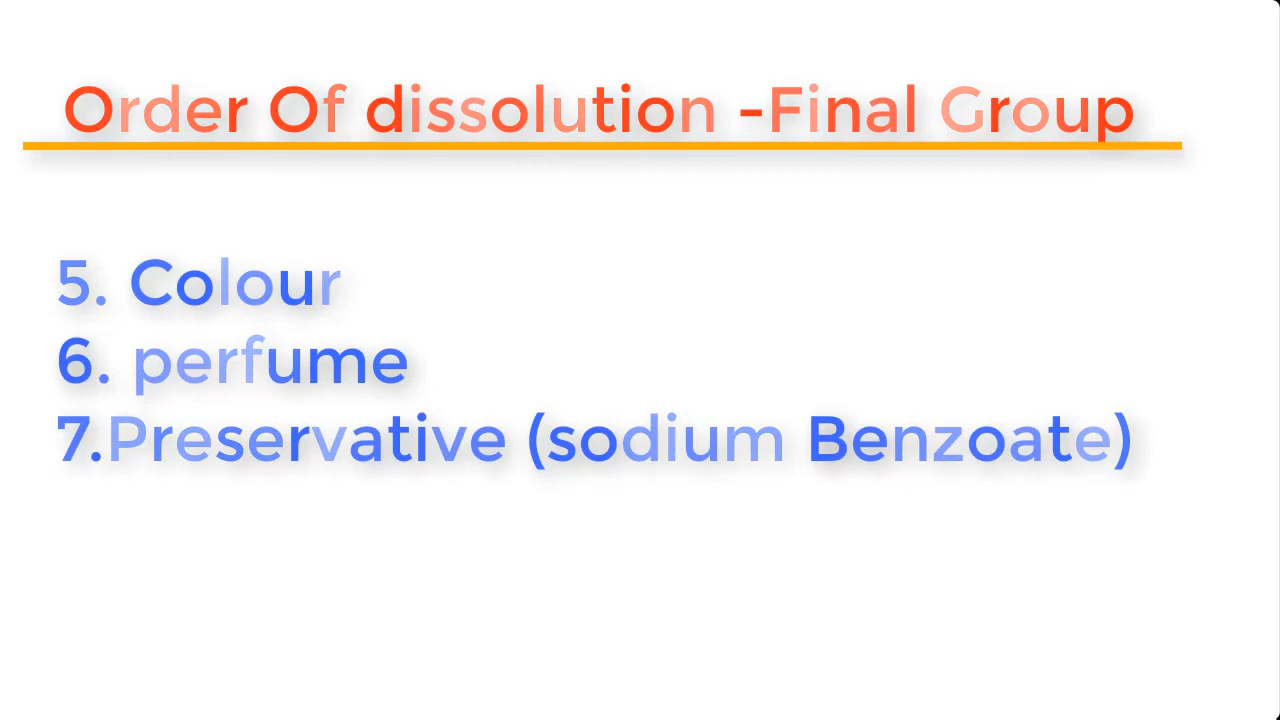 Order Of dissolution -Final Group
5. Colour
6. perfume
7.Preservative (sodium Benzoate)